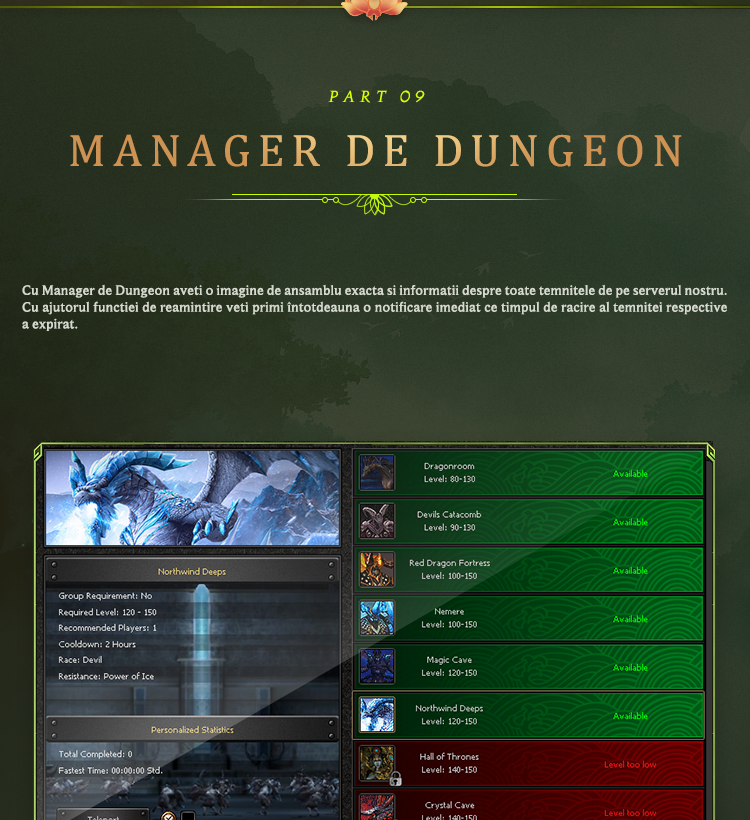 PART 09
MANAGER DE DUNGEON
Cu Manager de Dungeon aveti o imagine de ansamblu exacta si informatii despre toate temnitele de pe serverul nostru.
Cu ajutorul functiei de reamintire veti primi întotdeauna o notificare imediat ce timpul de racire al temnitei respective
a expirat.
Northwind Deeps
Group Requirement: No
Required Level: 120 - 150
Recommended Players: 1
Cooldown: 2 Hours
Race: Devil
Resistance: Power of Ice
Personalized Statistics
Total Completed: 0
Fastest Time: 00:00:00 Std.
Teleport
Dragonroom
Level: 80-130
Available
Devils Catacomb
Level: 90-130
Available
Red Dragon Fortress
Level: 100-150
Available
Nemere
Level: 100-150
Available
Magic Cave
Level: 120-150
Available
Northwind Deeps
Level: 120-150
Available
Hall of Thrones
Level: 140-150
Level too low
Crystal Cave
Level: 140-150
Level too low